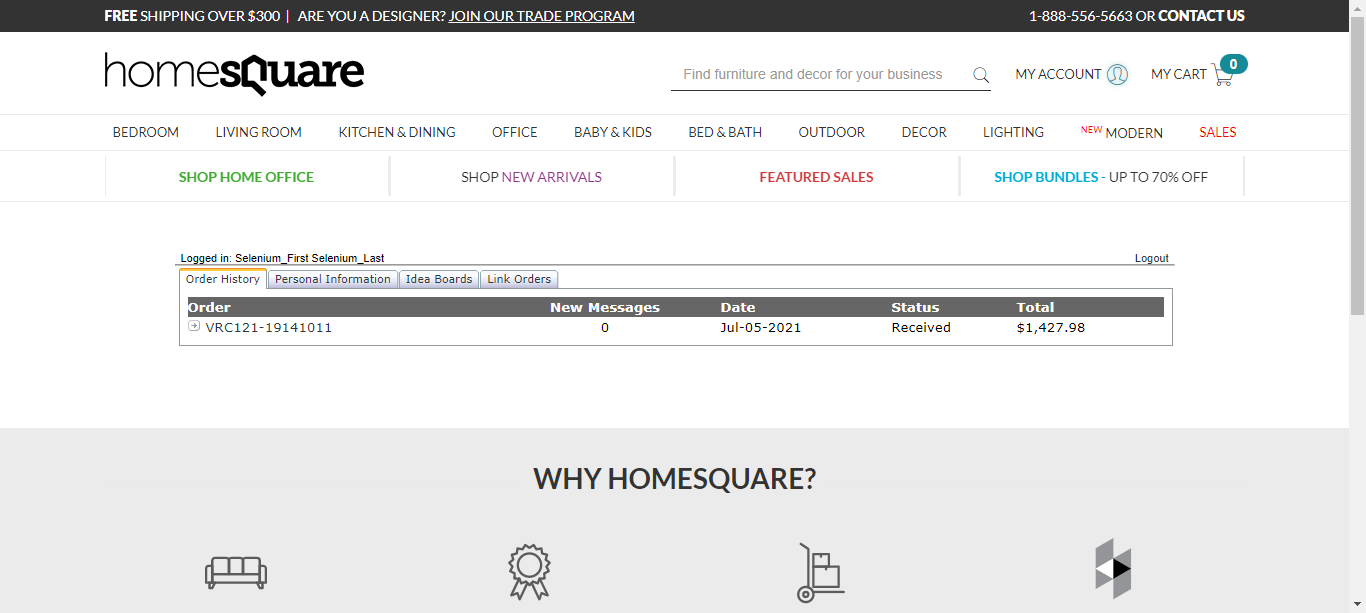 FREE SHIPPING OVER $300 | ARE YOU A DESIGNER? JOIN OUR TRADE PROGRAM 1-888-556-5663 OR CONTACT US
homesquare Find furniture and decor for your business MY ACCOUNT MY CART 0
BEDROOM LIVING ROOM KITCHEN & DINING OFFICE BABY & KIDS BED & BATH OUTDOOR DECOR LIGHTING NEW MODERN SALES
SHOP HOME OFFICE SHOP NEW ARRIVALS FEATURED SALES SHOP BUNDLES - UP TO 70% OFF
Logged in: Selenium_First Selenium_Last Logout
Order History Personal Information Idea Boards Link Orders
Order New Messages Date Status Total
VRC121-19141011 0 Jul-05-2021 Received $1,427.98
WHY HOMESQUARE?